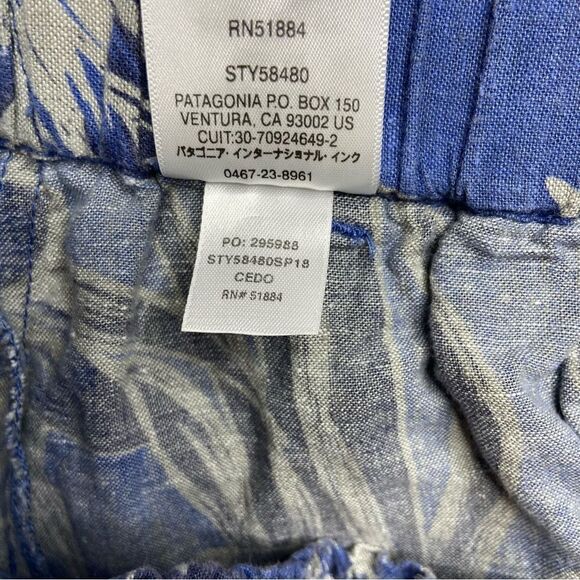 RN51884
STY58480
PATAGONIA P.O. BOX 150
VENTURA, CA 93002 US
CUIT:30-70924649-2
パタゴニア・インターナショナル・インク
0467-23-8961
PO: 295988
STY58480SP18
CEDO
RN# 51884